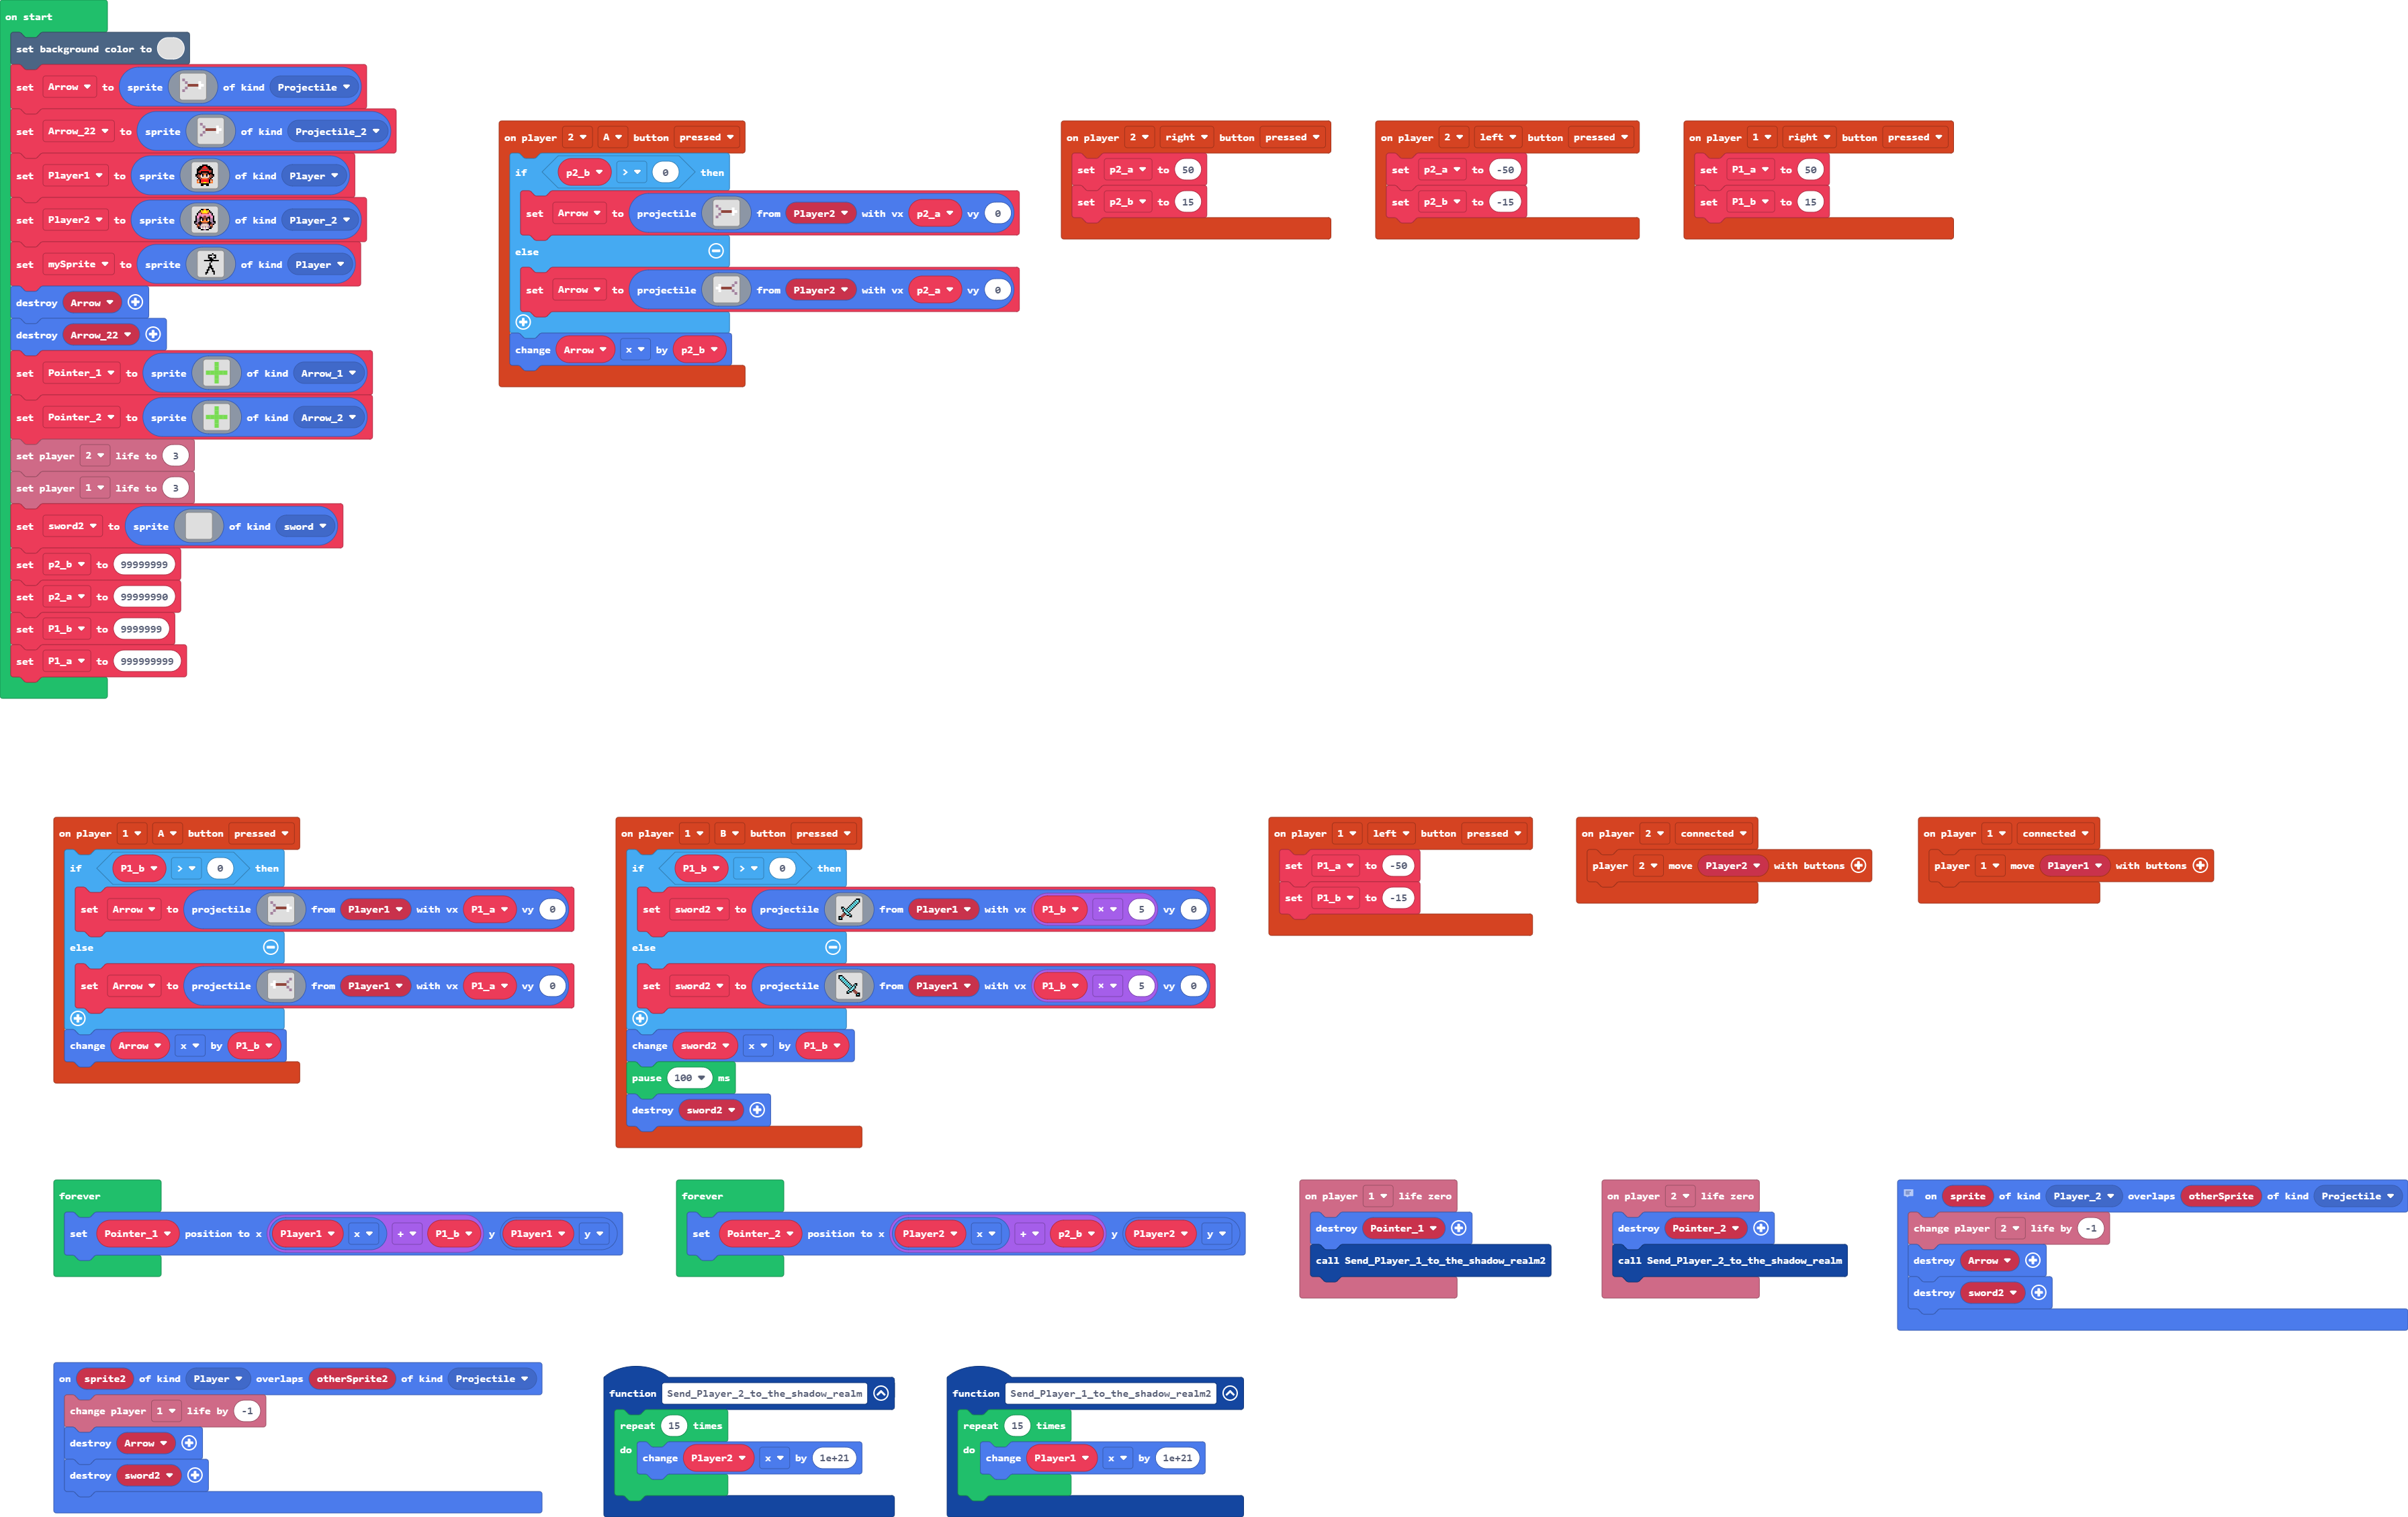 on start
set background color to
set Arrow to sprite of kind Projectile
set Arrow_22 to sprite of kind Projectile_2
set Player1 to sprite of kind Player
set Player2 to sprite of kind Player_2
set mySprite to sprite of kind Player
destroy Arrow
destroy Arrow_22
set Pointer_1 to sprite of kind Arrow_1
set Pointer_2 to sprite of kind Arrow_2
set player 2 life to 3
set player 1 life to 3
set sword2 to sprite of kind sword
set p2_b to 99999999
set p2_a to 99999990
set P1_b to 9999999
set P1_a to 999999999
on player 2 A button pressed
if p2_b > 0 then
set Arrow to projectile from Player2 with vx p2_a vy 0
else
set Arrow to projectile from Player2 with vx p2_a vy 0
change Arrow x by p2_b
on player 2 right button pressed
set p2_a to 50
set p2_b to 15
on player 2 left button pressed
set p2_a to -50
set p2_b to -15
on player 1 right button pressed
set P1_a to 50
set P1_b to 15
on player 1 A button pressed
if P1_b > 0 then
set Arrow to projectile from Player1 with vx P1_a vy 0
else
set Arrow to projectile from Player1 with vx P1_a vy 0
change Arrow x by P1_b
on player 1 B button pressed
if P1_b > 0 then
set sword2 to projectile from Player1 with vx P1_b × 5 vy 0
else
set sword2 to projectile from Player1 with vx P1_b × 5 vy 0
change sword2 x by P1_b
pause 100 ms
destroy sword2
on player 1 left button pressed
set P1_a to -50
set P1_b to -15
on player 2 connected
player 2 move Player2 with buttons
on player 1 connected
player 1 move Player1 with buttons
forever
set Pointer_1 position to x Player1 x + P1_b y Player1 y
forever
set Pointer_2 position to x Player2 x + p2_b y Player2 y
on player 1 life zero
destroy Pointer_1
call Send_Player_1_to_the_shadow_realm2
on player 2 life zero
destroy Pointer_2
call Send_Player_2_to_the_shadow_realm
on sprite of kind Player_2 overlaps otherSprite of kind Projectile
change player 2 life by -1
destroy Arrow
destroy sword2
on sprite2 of kind Player overlaps otherSprite2 of kind Projectile
change player 1 life by -1
destroy Arrow
destroy sword2
function Send_Player_2_to_the_shadow_realm
repeat 15 times
do change Player2 x by 1e+21
function Send_Player_1_to_the_shadow_realm2
repeat 15 times
do change Player1 x by 1e+21